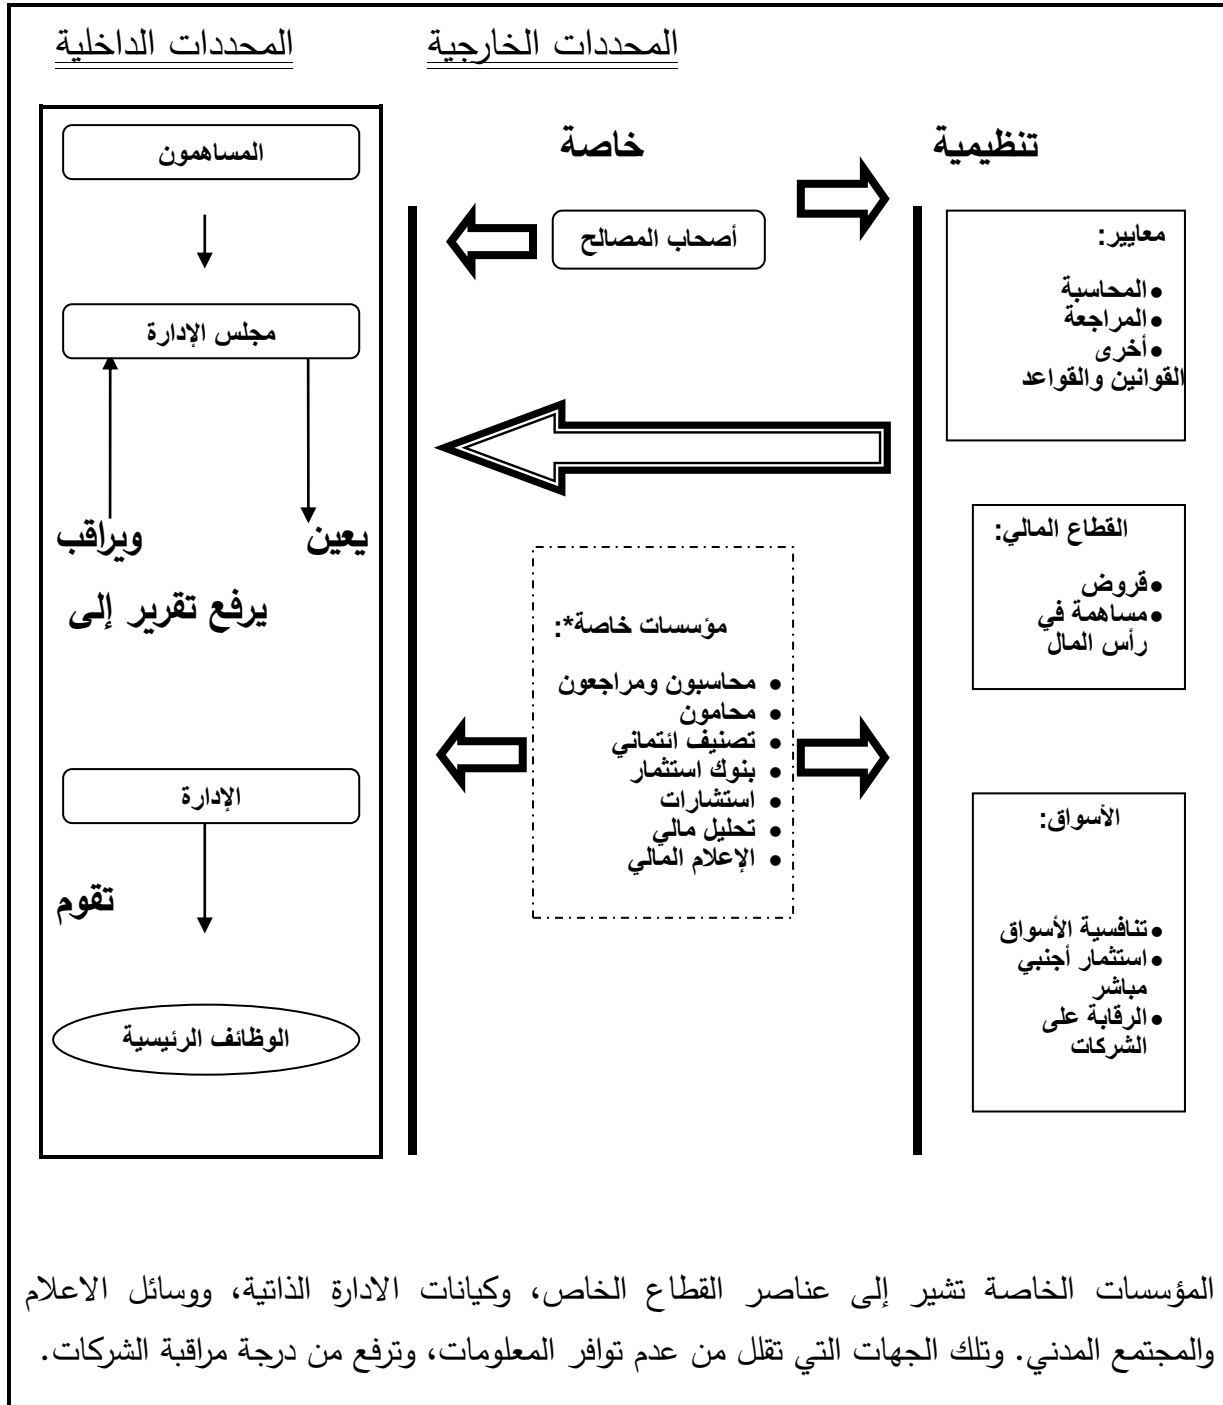 المحددات الخارجية
المحددات الداخلية
تنظيمية
خاصة
معايير:
● المحاسبة
● المراجعة
● أخرى
القوانين والقواعد
القطاع المالي:
● قروض
● مساهمة في
رأس المال
الأسواق:
● تنافسية الأسواق
● استثمار أجنبي
مباشر
● الرقابة على
الشركات
أصحاب المصالح
مؤسسات خاصة*:
● محاسبون ومراجعون
● محامون
● تصنيف ائتماني
● بنوك استثمار
● استشارات
● تحليل مالي
● الإعلام المالي
المساهمون
مجلس الإدارة
يعين
ويراقب
يرفع تقرير إلى
الإدارة
تقوم
الوظائف الرئيسية
المؤسسات الخاصة تشير إلى عناصر القطاع الخاص، وكيانات الادارة الذاتية، ووسائل الاعلام
والمجتمع المدني. وتلك الجهات التي تقلل من عدم توافر المعلومات، وترفع من درجة مراقبة الشركات.